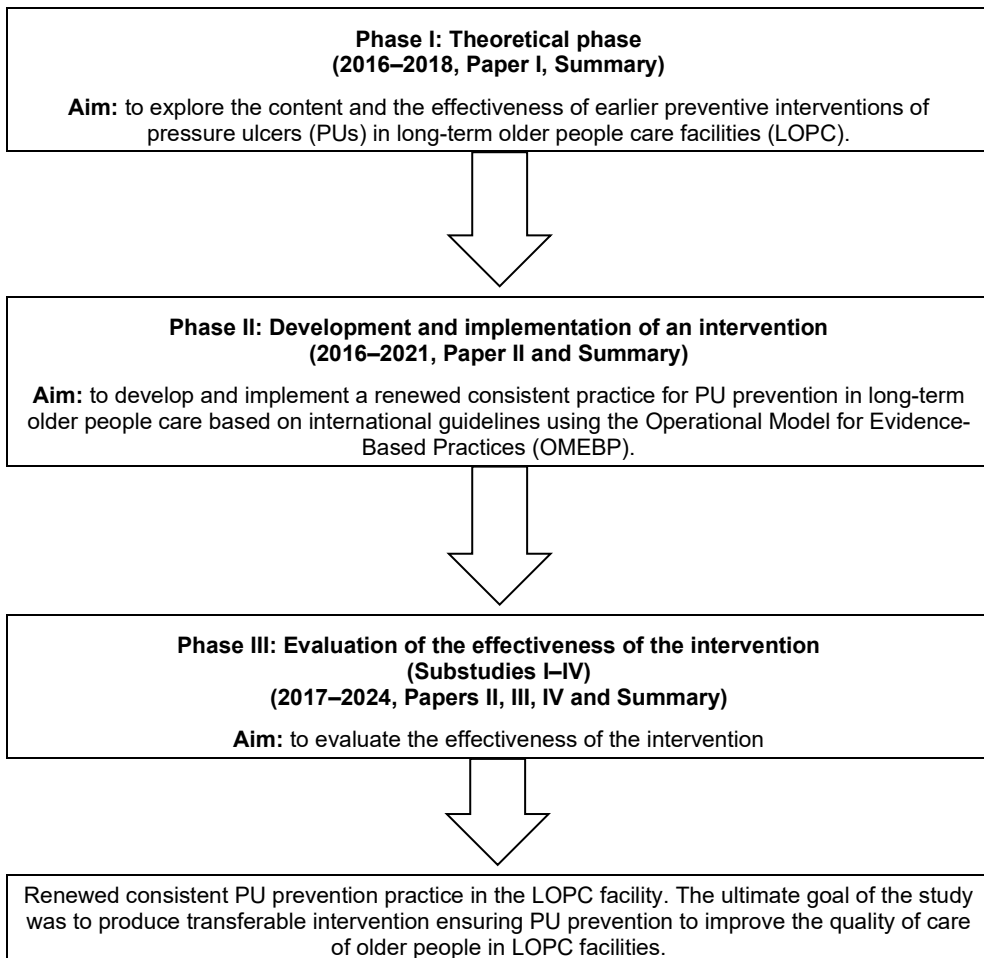 Phase I: Theoretical phase
(2016–2018, Paper I, Summary)
Aim: to explore the content and the effectiveness of earlier preventive interventions of
pressure ulcers (PUs) in long-term older people care facilities (LOPC).
Phase II: Development and implementation of an intervention
(2016–2021, Paper II and Summary)
Aim: to develop and implement a renewed consistent practice for PU prevention in long-term
older people care based on international guidelines using the Operational Model for Evidence-
Based Practices (OMEBP).
Phase III: Evaluation of the effectiveness of the intervention
(Substudies I–IV)
(2017–2024, Papers II, III, IV and Summary)
Aim: to evaluate the effectiveness of the intervention
Renewed consistent PU prevention practice in the LOPC facility. The ultimate goal of the study
was to produce transferable intervention ensuring PU prevention to improve the quality of care
of older people in LOPC facilities.